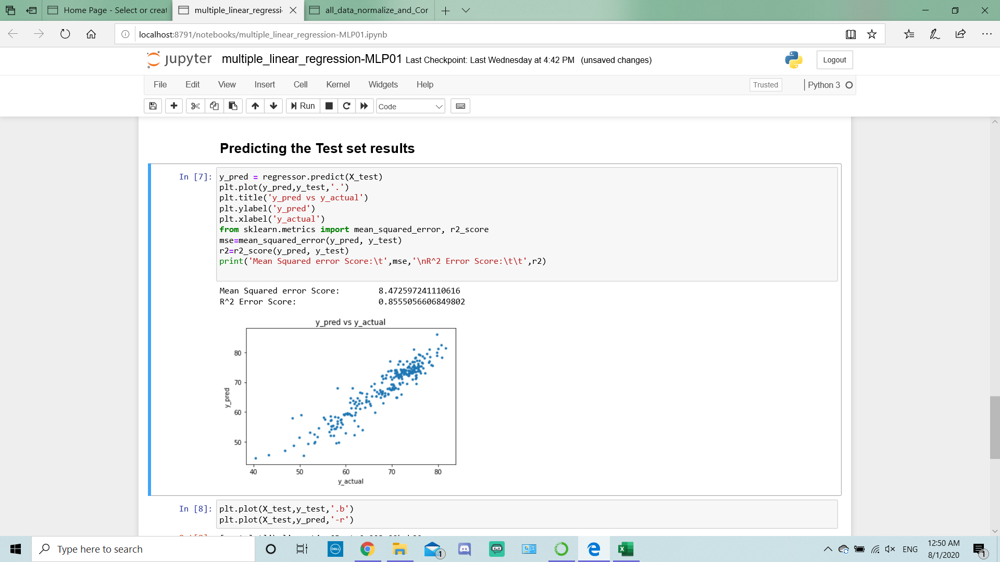 Home Page - Select or creat
multiple_linear_regressi
all_data_normalize_and_Cor
localhost:8791/notebooks/multiple_linear_regression-MLP01.ipynb
jupyter multiple_linear_regression-MLP01 Last Checkpoint: Last Wednesday at 4:42 PM (unsaved changes)
Logout
File Edit View Insert Cell Kernel Widgets Help
Trusted
Python 3
Run
Code
Predicting the Test set results
In [7]:
y_pred = regressor.predict(X_test)
plt.plot(y_pred,y_test,'.')
plt.title('y_pred vs y_actual')
plt.ylabel('y_pred')
plt.xlabel('y_actual')
from sklearn.metrics import mean_squared_error, r2_score
mse=mean_squared_error(y_pred, y_test)
r2=r2_score(y_pred, y_test)
print('Mean Squared error Score:\t',mse,'\nR^2 Error Score:\t\t',r2)
Mean Squared error Score: 8.472597241110616
R^2 Error Score: 0.8555056606849802
y_pred vs y_actual
80
70
60
50
y_pred
40 50 60 70 80
y_actual
In [8]:
plt.plot(X_test,y_test,'.b')
plt.plot(X_test,y_pred,'-r')
Type here to search
DELL
1
ENG
12:50 AM
8/1/2020
1